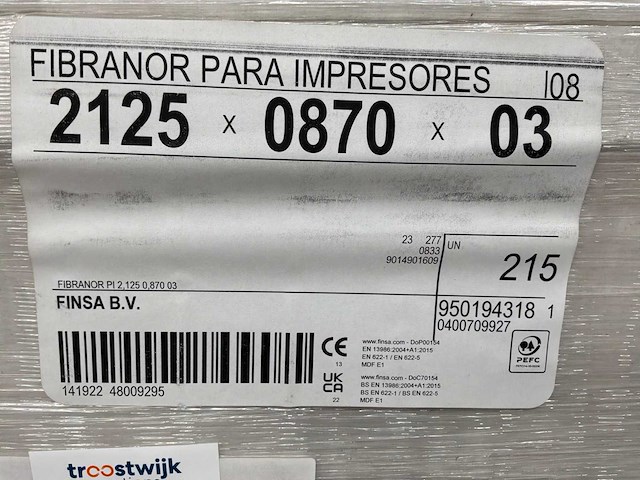 FIBRANOR PARA IMPRESORES I08
2125 x 0870 x 03
23 277
0833
9014901609
UN
215
FIBRANOR PI 2,125 0,870 03
FINSA B.V.
950194318 1
0400709927
CE
13
www.finsa.com - DoP00154
EN 13986:2004+A1:2015
EN 622-1 / EN 622-5
MDF E1
UK
CA
22
www.finsa.com - DoC70154
BS EN 13986:2004+A1:2015
BS EN 622-1 / BS EN 622-5
MDF E1
PEFC
141922 48009295
troostwijk